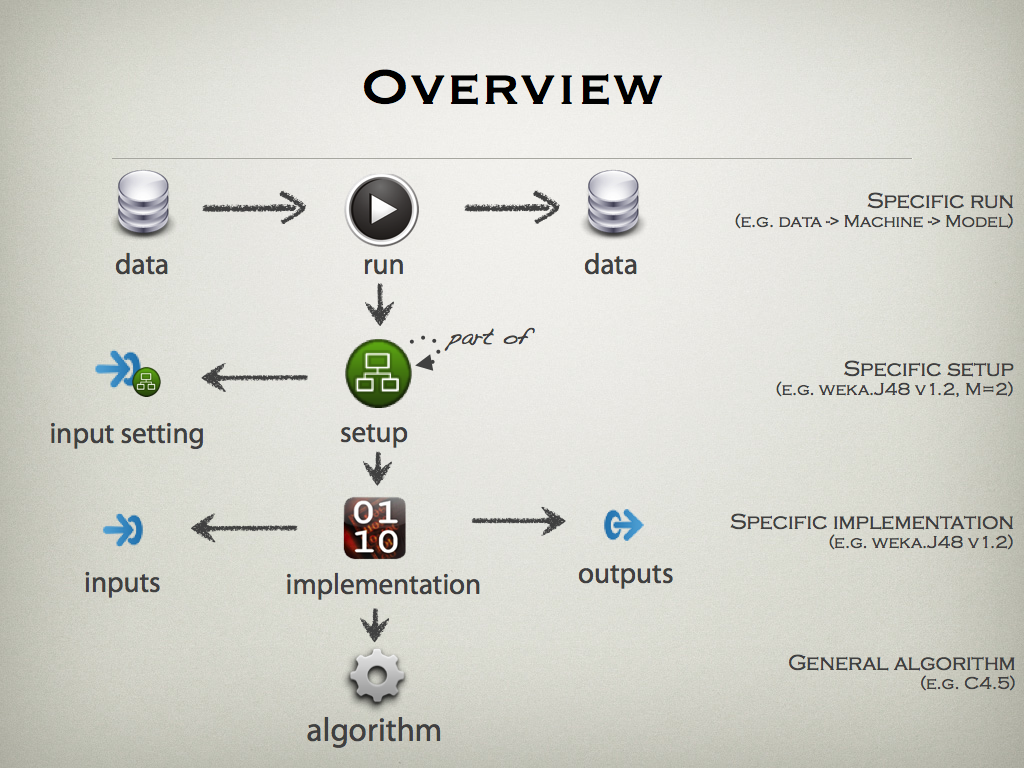 OVERVIEW
data
run
data
SPECIFIC RUN
(E.G. DATA -> MACHINE -> MODEL)
part of
input setting
setup
SPECIFIC SETUP
(E.G. WEKA.J48 V1.2, M=2)
01
10
inputs
implementation
outputs
SPECIFIC IMPLEMENTATION
(E.G. WEKA.J48 V1.2)
algorithm
GENERAL ALGORITHM
(E.G. C4.5)